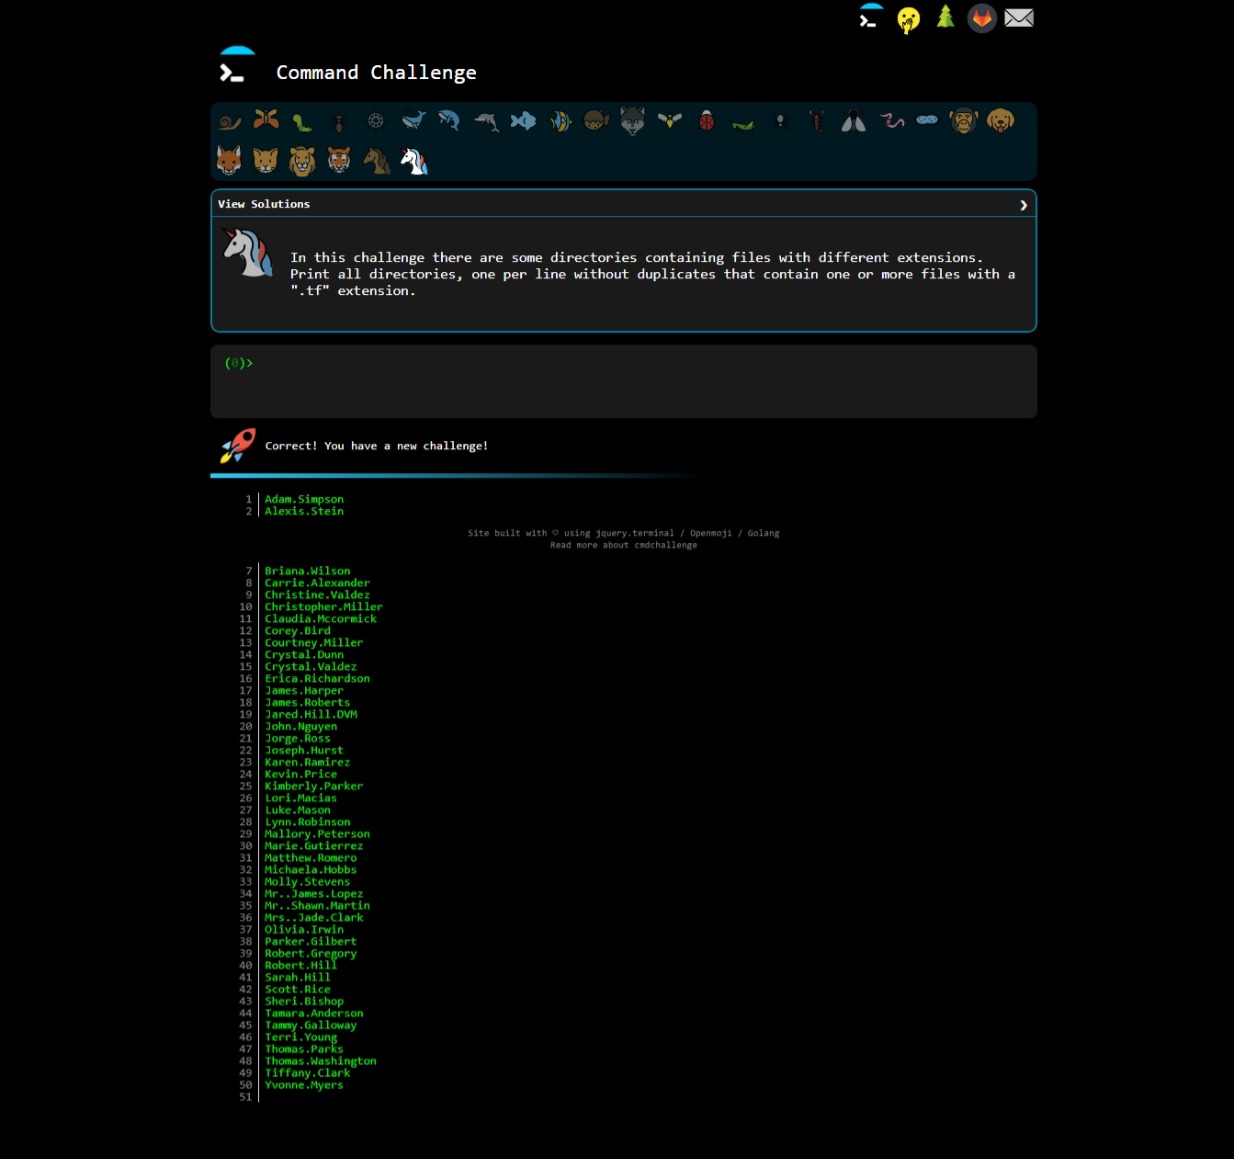 Command Challenge
View Solutions
In this challenge there are some directories containing files with different extensions.
Print all directories, one per line without duplicates that contain one or more files with a
".tf" extension.
(0)>
Correct! You have a new challenge!
1 Adam.Simpson
2 Alexis.Stein
Site built with ♡ using jquery.terminal / Openmoji / Golang
Read more about cmdchallenge
7 Briana.Wilson
8 Carrie.Alexander
9 Christine.Valdez
10 Christopher.Miller
11 Claudia.Mccormick
12 Corey.Bird
13 Courtney.Miller
14 Crystal.Dunn
15 Crystal.Valdez
16 Erica.Richardson
17 James.Harper
18 James.Roberts
19 Jared.Hill.DVM
20 John.Nguyen
21 Jorge.Ross
22 Joseph.Hurst
23 Karen.Ramirez
24 Kevin.Price
25 Kimberly.Parker
26 Lori.Macias
27 Luke.Mason
28 Lynn.Robinson
29 Mallory.Peterson
30 Marie.Gutierrez
31 Matthew.Romero
32 Michaela.Hobbs
33 Molly.Stevens
34 Mr..James.Lopez
35 Mr..Shawn.Martin
36 Mrs..Jade.Clark
37 Olivia.Irwin
38 Parker.Gilbert
39 Robert.Gregory
40 Robert.Hill
41 Sarah.Hill
42 Scott.Rice
43 Sheri.Bishop
44 Tamara.Anderson
45 Tammy.Galloway
46 Terri.Young
47 Thomas.Parks
48 Thomas.Washington
49 Tiffany.Clark
50 Yvonne.Myers
51